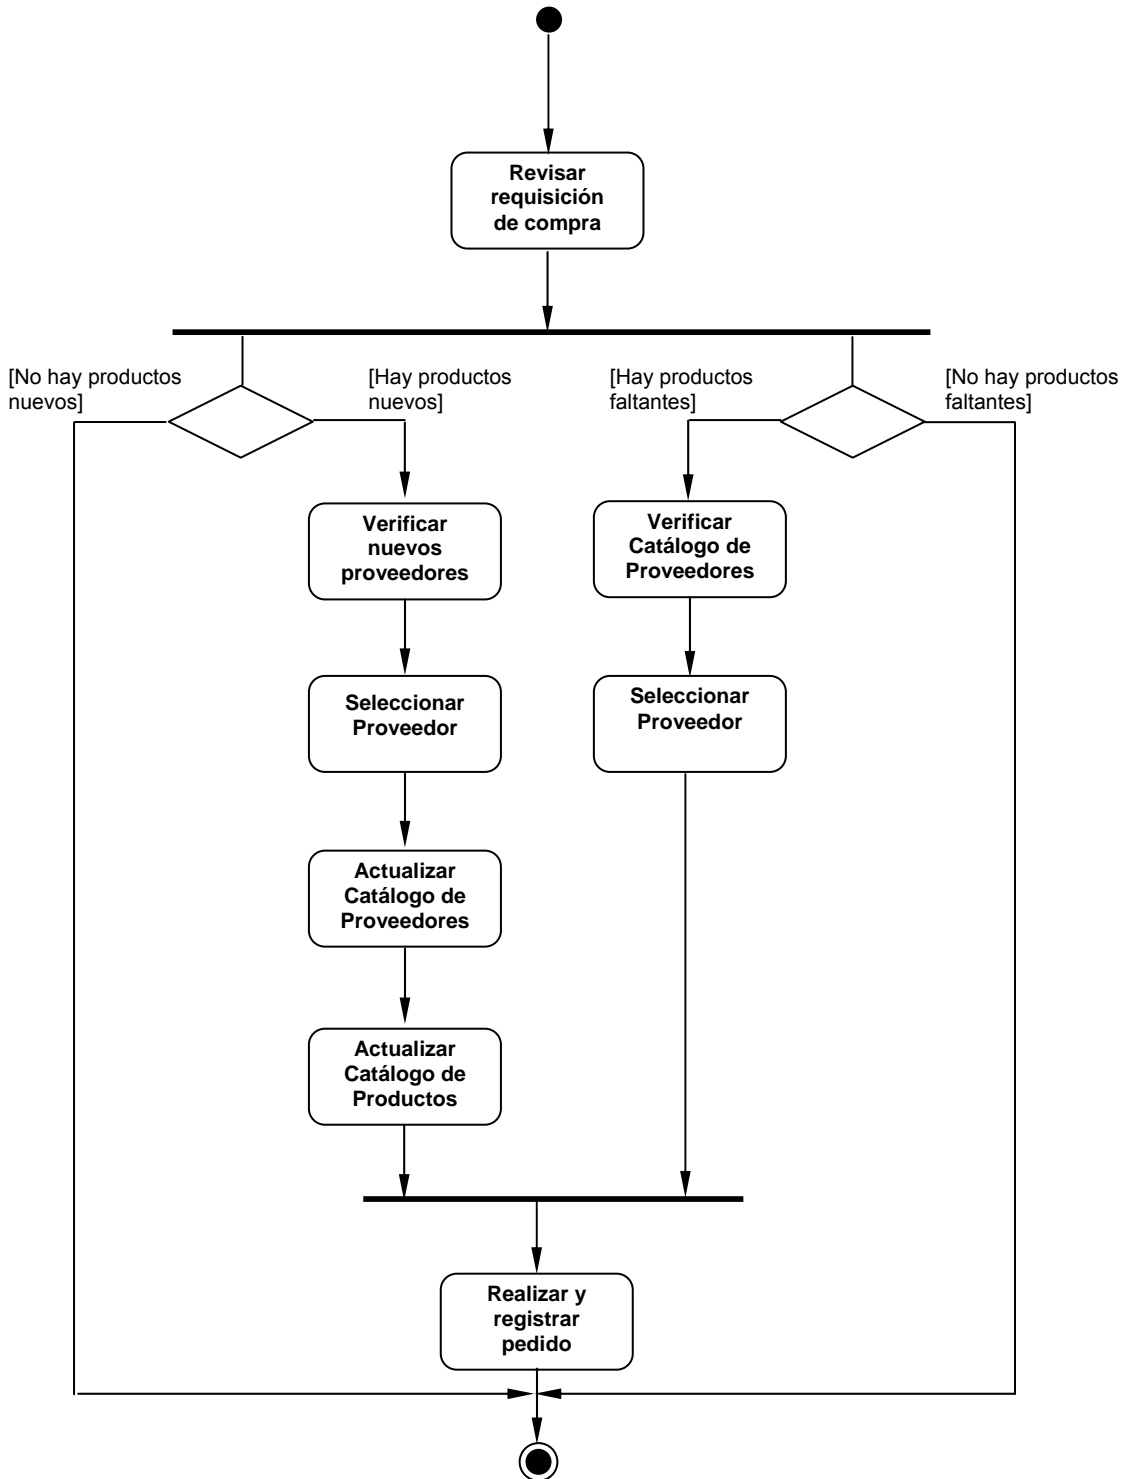 Revisar
requisición
de compra
[No hay productos
nuevos]
[Hay productos
nuevos]
[Hay productos
faltantes]
[No hay productos
faltantes]
Verificar
nuevos
proveedores
Verificar
Catálogo de
Proveedores
Seleccionar
Proveedor
Seleccionar
Proveedor
Actualizar
Catálogo de
Proveedores
Actualizar
Catálogo de
Productos
Realizar y
registrar
pedido